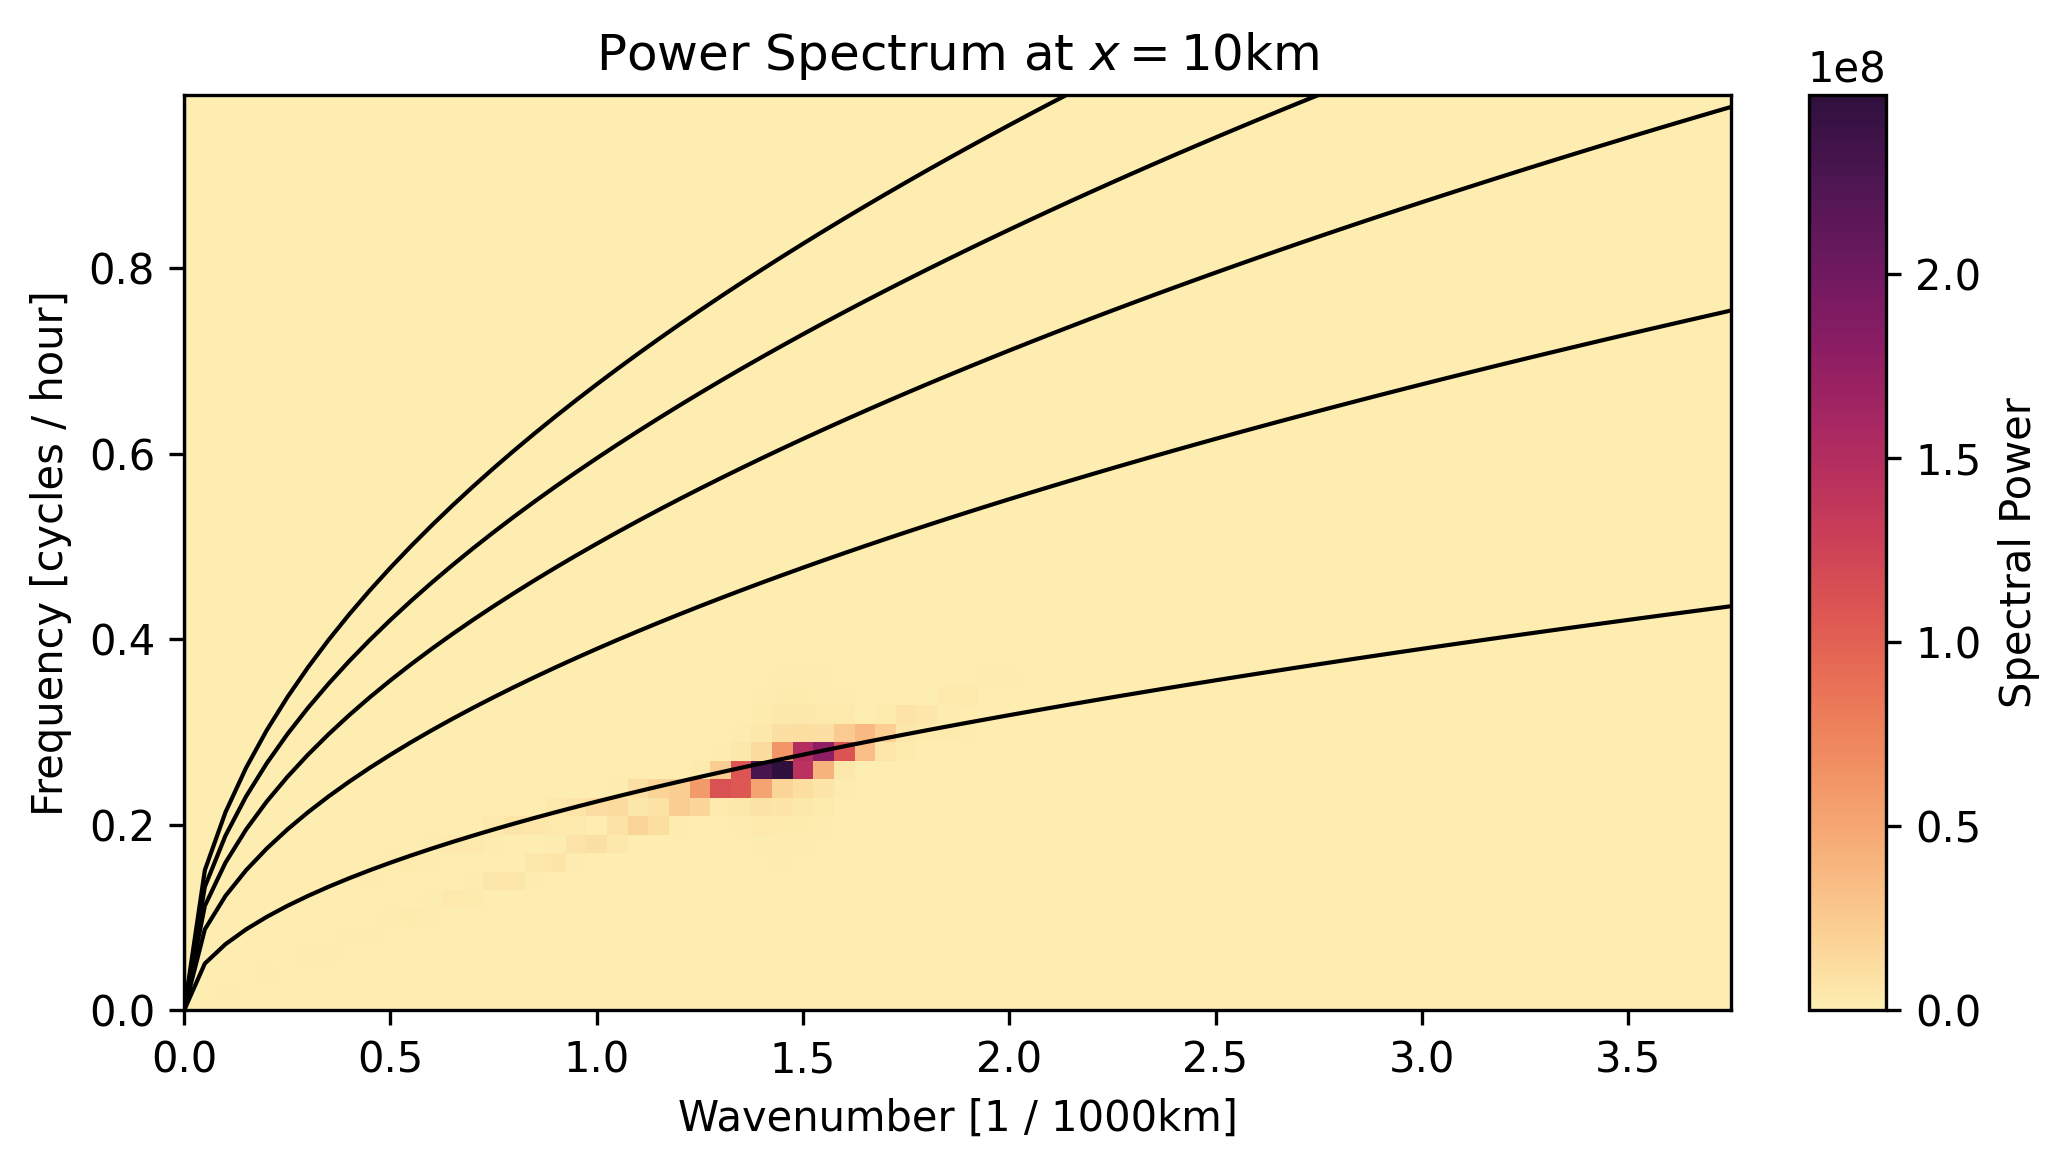 Power Spectrum at x = 10km
1e8
Frequency [cycles / hour]
0.8
0.6
0.4
0.2
0.0
0.0 0.5 1.0 1.5 2.0 2.5 3.0 3.5
Wavenumber [1 / 1000km]
2.0
1.5
1.0
0.5
0.0
Spectral Power